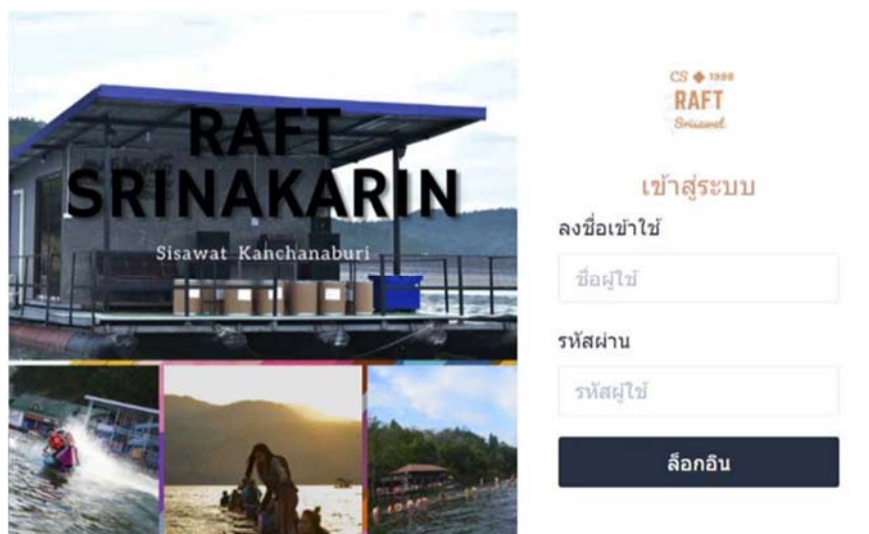 RAFT
SRINAKARIN
Sisawat Kanchanaburi
CS ◆ 1998
RAFT
Srisawat
เข้าสู่ระบบ
ลงชื่อเข้าใช้
ชื่อผู้ใช้
รหัสผ่าน
รหัสผู้ใช้
ล็อกอิน